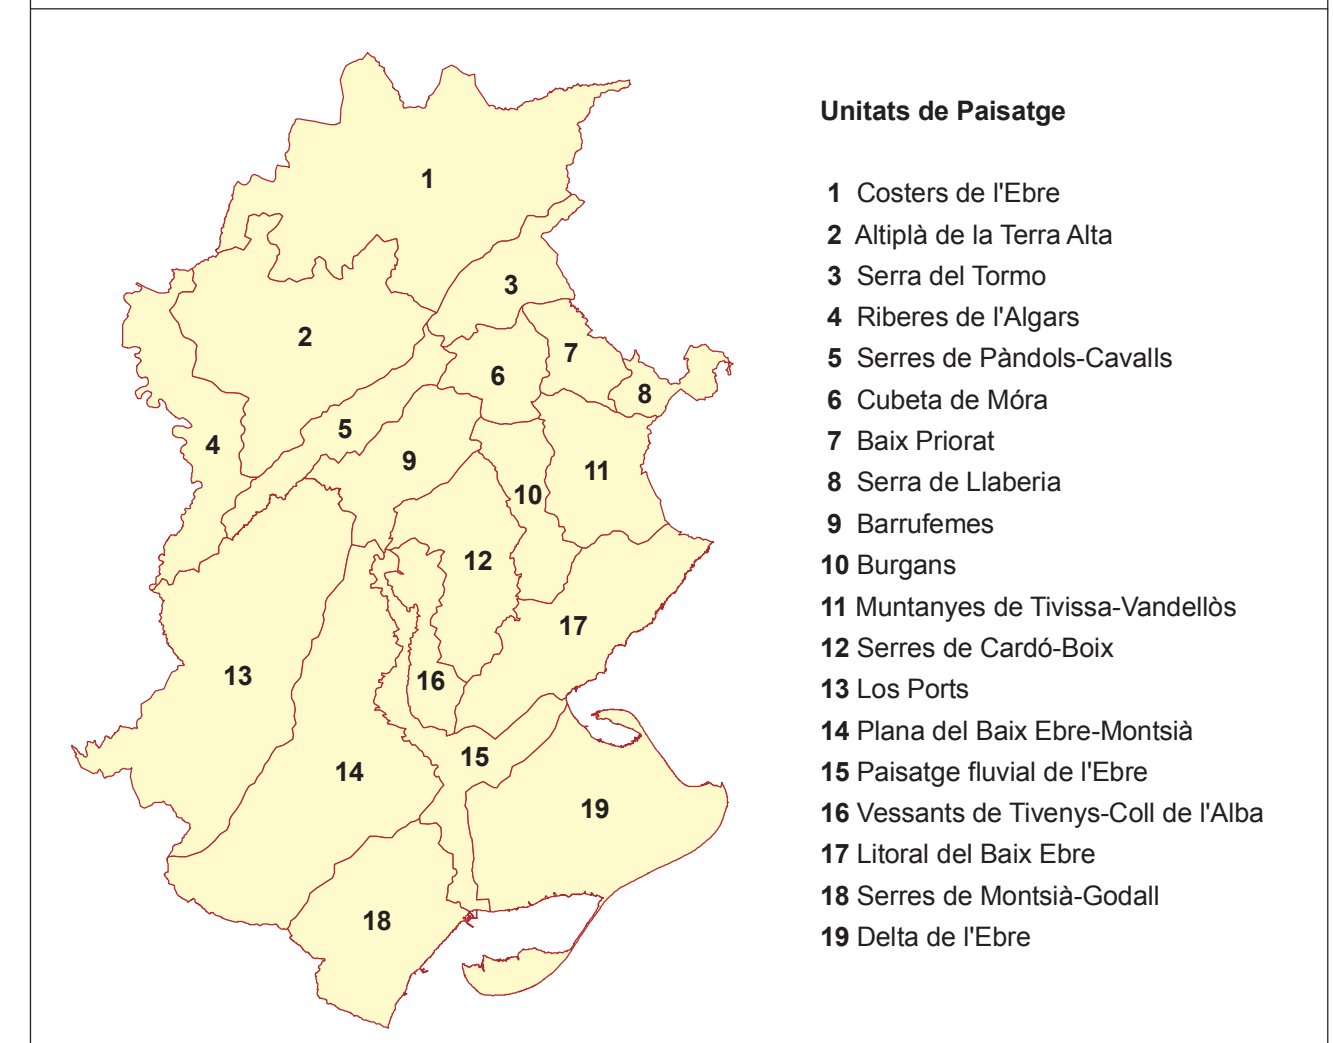 Unitats de Paisatge
1 Costers de l'Ebre
2 Altiplà de la Terra Alta
3 Serra del Tormo
4 Riberes de l'Algars
5 Serres de Pàndols-Cavalls
6 Cubeta de Móra
7 Baix Priorat
8 Serra de Llaberia
9 Barrufemes
10 Burgans
11 Muntanyes de Tivissa-Vandellòs
12 Serres de Cardó-Boix
13 Los Ports
14 Plana del Baix Ebre-Montsià
15 Paisatge fluvial de l'Ebre
16 Vessants de Tivenys-Coll de l'Alba
17 Litoral del Baix Ebre
18 Serres de Montsià-Godall
19 Delta de l'Ebre
1
3
2
7
6
8
5
4
9
11
10
12
17
13
16
15
14
19
18